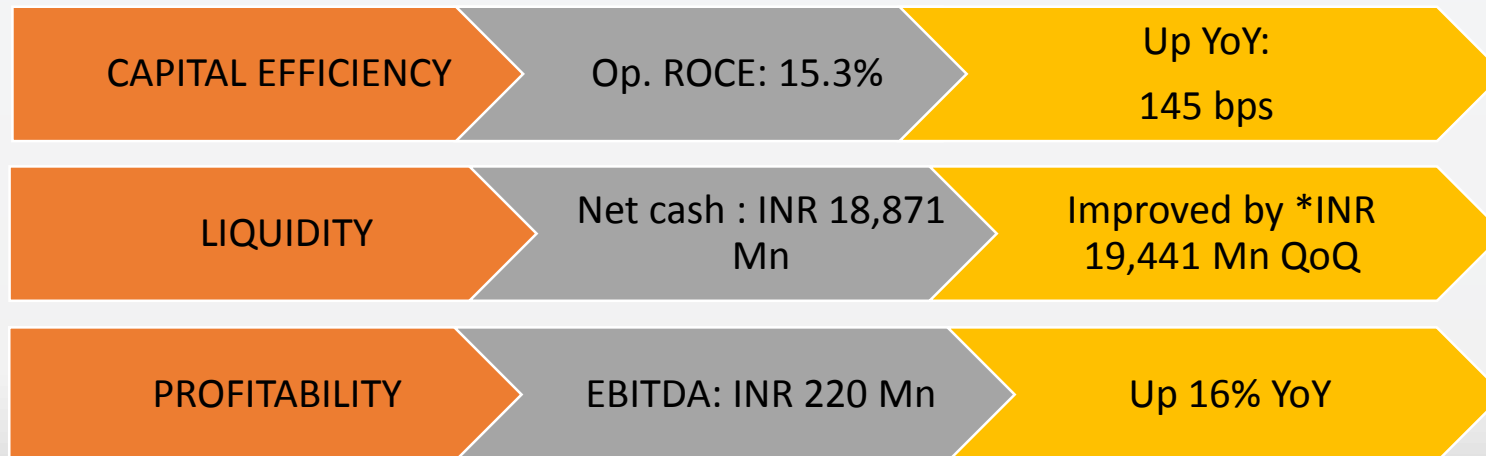 CAPITAL EFFICIENCY
Op. ROCE: 15.3%
Up YoY:
145 bps
LIQUIDITY
Net cash : INR 18,871
Mn
Improved by *INR
19,441 Mn QoQ
PROFITABILITY
EBITDA: INR 220 Mn
Up 16% YoY